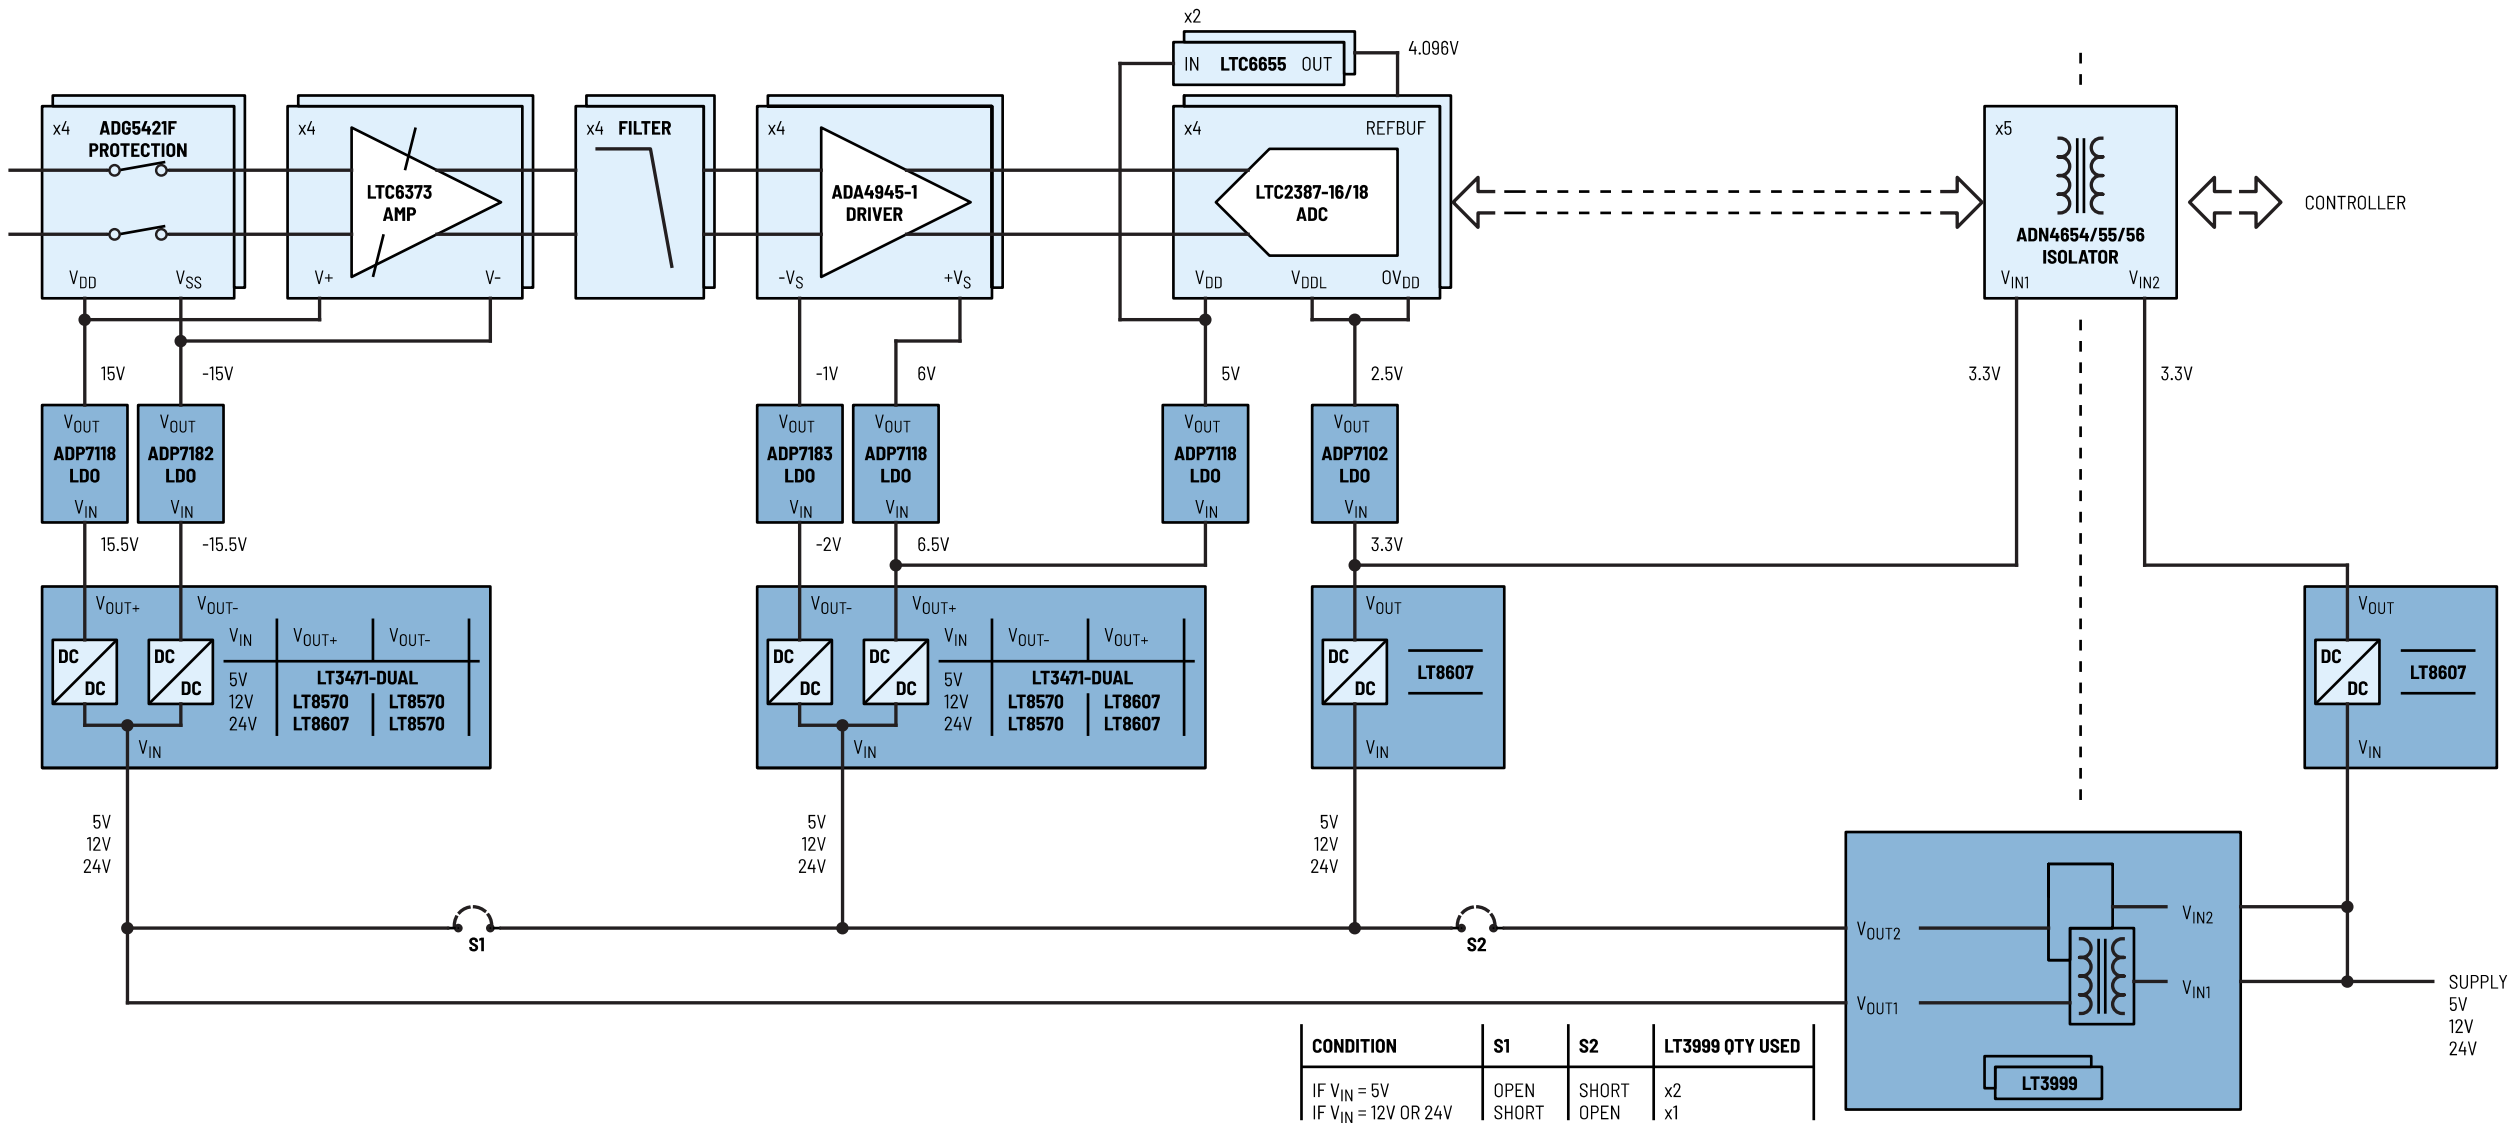 x2
4.096V
IN LTC6655 OUT
x4 ADG5421F
PROTECTION
VDD VSS
x4
LTC6373
AMP
V+ V-
x4 FILTER
x4
ADA4945-1
DRIVER
-VS +VS
x4 REFBUF
LTC2387-16/18
ADC
VDD VDDL OVDD
x5
ADN4654/55/56
ISOLATOR
VIN1 VIN2
CONTROLLER
15V -15V -1V 6V 5V 2.5V 3.3V 3.3V
VOUT
ADP7118
LDO
VIN
VOUT
ADP7182
LDO
VIN
VOUT
ADP7183
LDO
VIN
VOUT
ADP7118
LDO
VIN
VOUT
ADP7118
LDO
VIN
VOUT
ADP7102
LDO
VIN
15.5V -15.5V -2V 6.5V 3.3V
VOUT+ VOUT-
DC
DC
DC
DC
VIN VOUT+ VOUT-
5V LT3471-DUAL
12V LT8570 LT8570
24V LT8607 LT8570
VIN
VOUT- VOUT+
DC
DC
DC
DC
VIN VOUT- VOUT+
5V LT3471-DUAL
12V LT8570 LT8607
24V LT8570 LT8607
VIN
VOUT
DC
DC
LT8607
VIN
VOUT
DC
DC
LT8607
VIN
5V
12V
24V
5V
12V
24V
5V
12V
24V
S1
S2
VOUT2 VIN2
VOUT1 VIN1
LT3999
SUPPLY
5V
12V
24V
CONDITION S1 S2 LT3999 QTY USED
IF VIN = 5V OPEN SHORT x2
IF VIN = 12V OR 24V SHORT OPEN x1